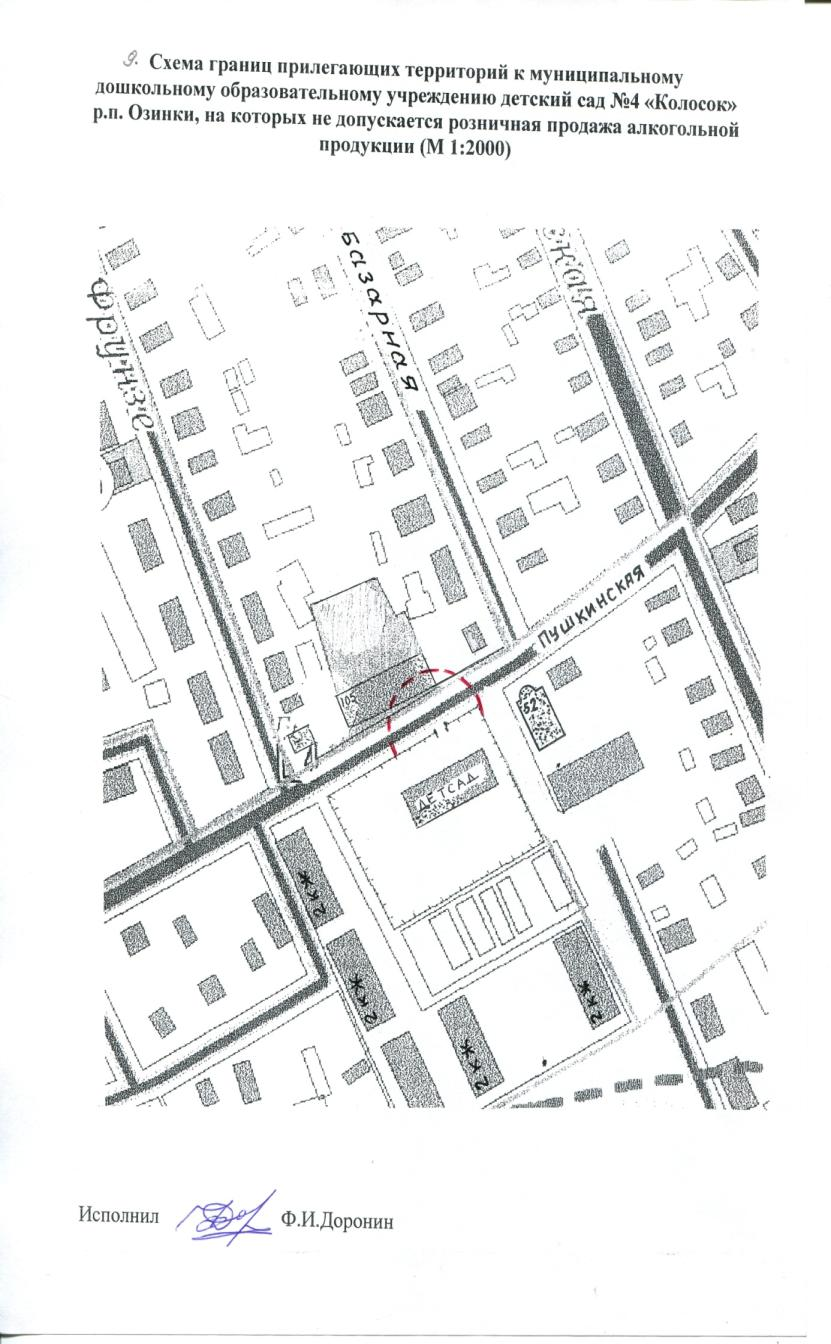 9. Схема границ прилегающих территорий к муниципальному
дошкольному образовательному учреждению детский сад №4 «Колосок»
р.п. Озинки, на которых не допускается розничная продажа алкогольной
продукции (М 1:2000)
Фрунзе
Базарная
ская
Пушкинская
105
52
ДЕТСАД
2КЖ
2КЖ
2КЖ
2КЖ
Исполнил Ф.И.Доронин